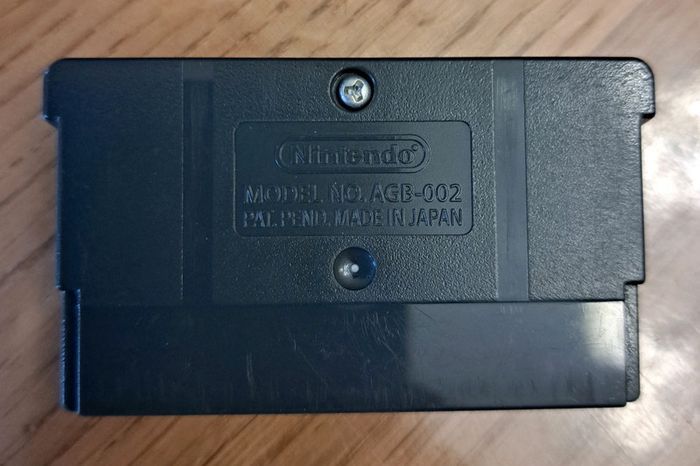 Nintendo®
MODEL NO. AGB-002
PAT. PEND. MADE IN JAPAN